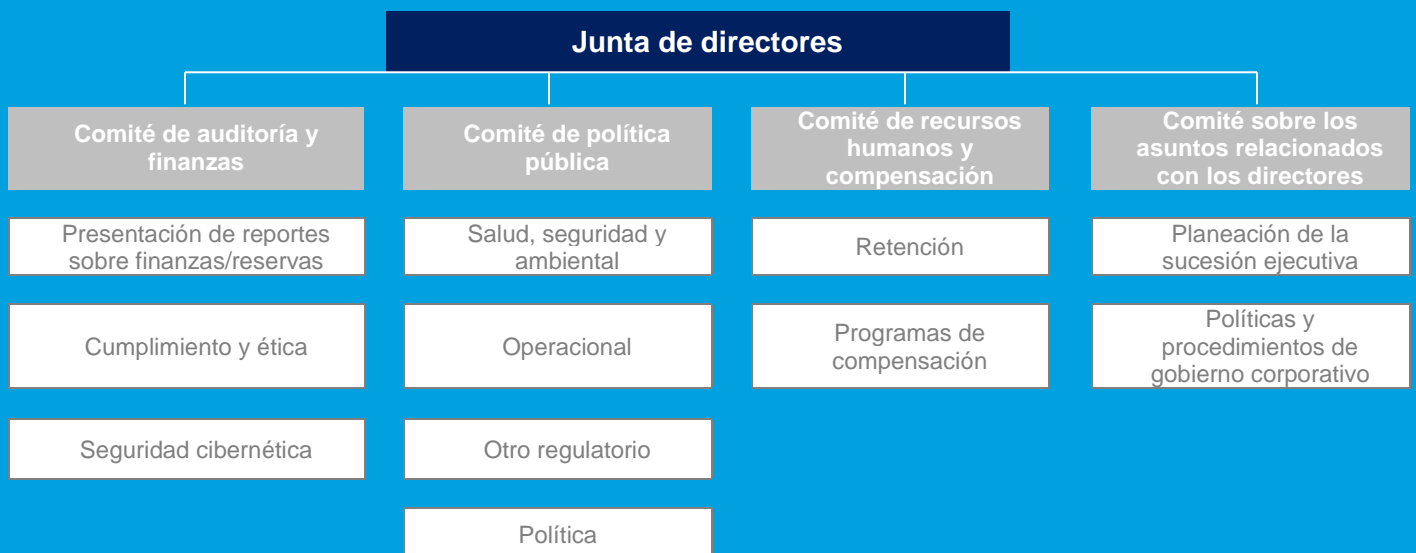 Junta de directores
Comité de auditoría y
finanzas
Comité de política
pública
Comité de recursos
humanos y
compensación
Comité sobre los
asuntos relacionados
con los directores
Presentación de reportes
sobre finanzas/reservas
Salud, seguridad y
ambiental
Retención
Planeación de la
sucesión ejecutiva
Cumplimiento y ética
Operacional
Programas de
compensación
Políticas y
procedimientos de
gobierno corporativo
Seguridad cibernética
Otro regulatorio
Política